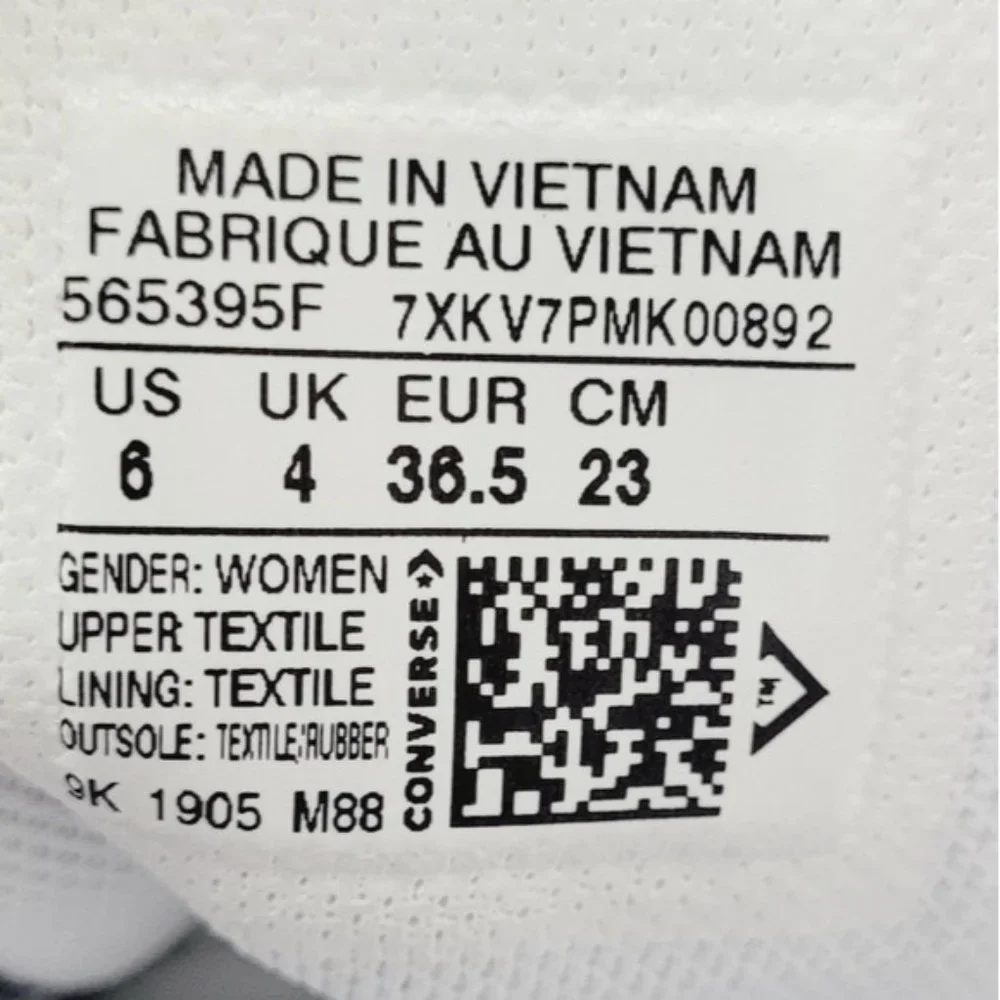 MADE IN VIETNAM
FABRIQUE AU VIETNAM
565395F 7XKV7PMK00892
US UK EUR CM
6 4 36.5 23
GENDER: WOMEN
UPPER TEXTILE
LINING: TEXTILE
OUTSOLE: TEXTILE/RUBBER
9K 1905 M88
CONVERSE
TM